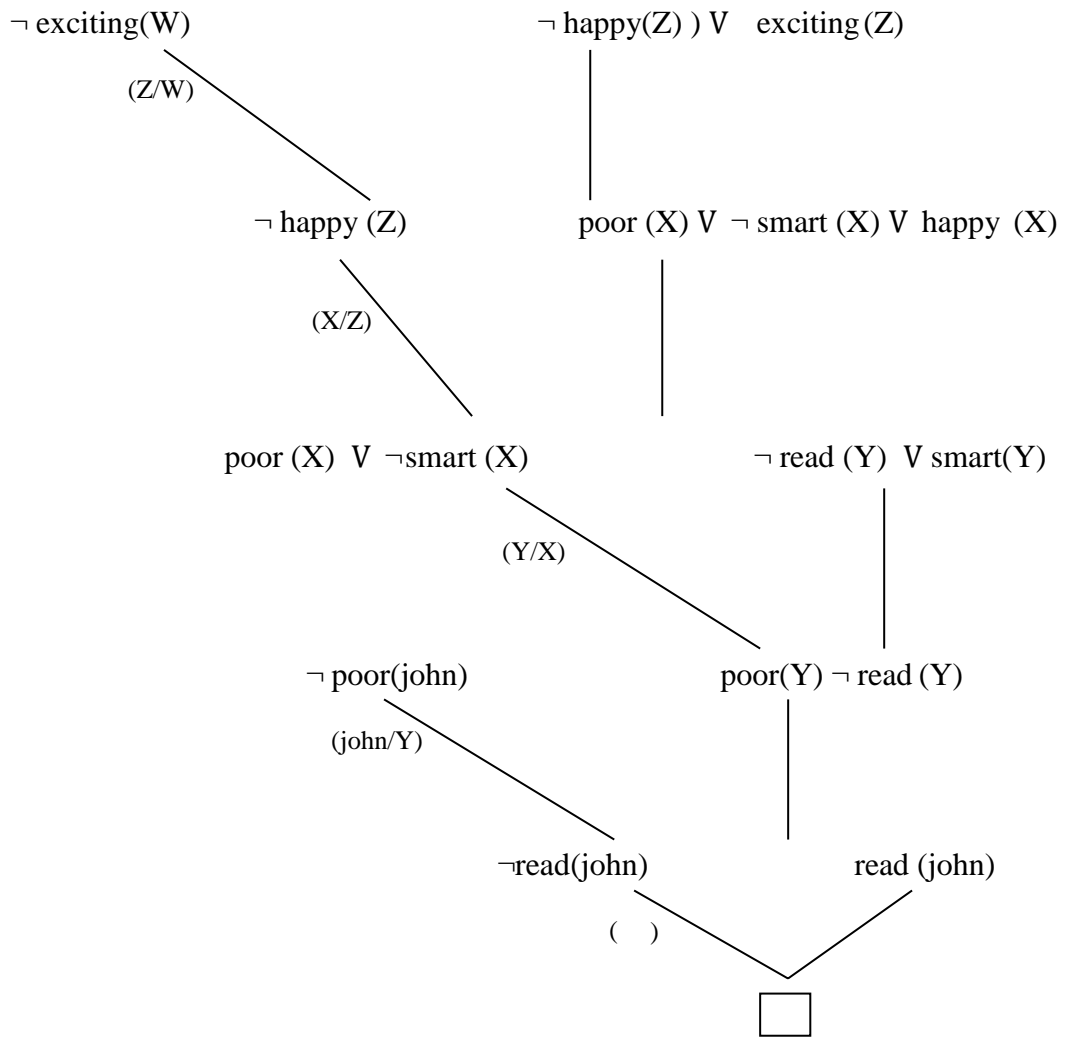 ¬ exciting(W) ¬ happy(Z) ) V exciting (Z)
(Z/W)
¬ happy (Z) poor (X) V ¬ smart (X) V happy (X)
(X/Z)
poor (X) V ¬smart (X) ¬ read (Y) V smart(Y)
(Y/X)
¬ poor(john) poor(Y) ¬ read (Y)
(john/Y)
¬read(john) read (john)
( )